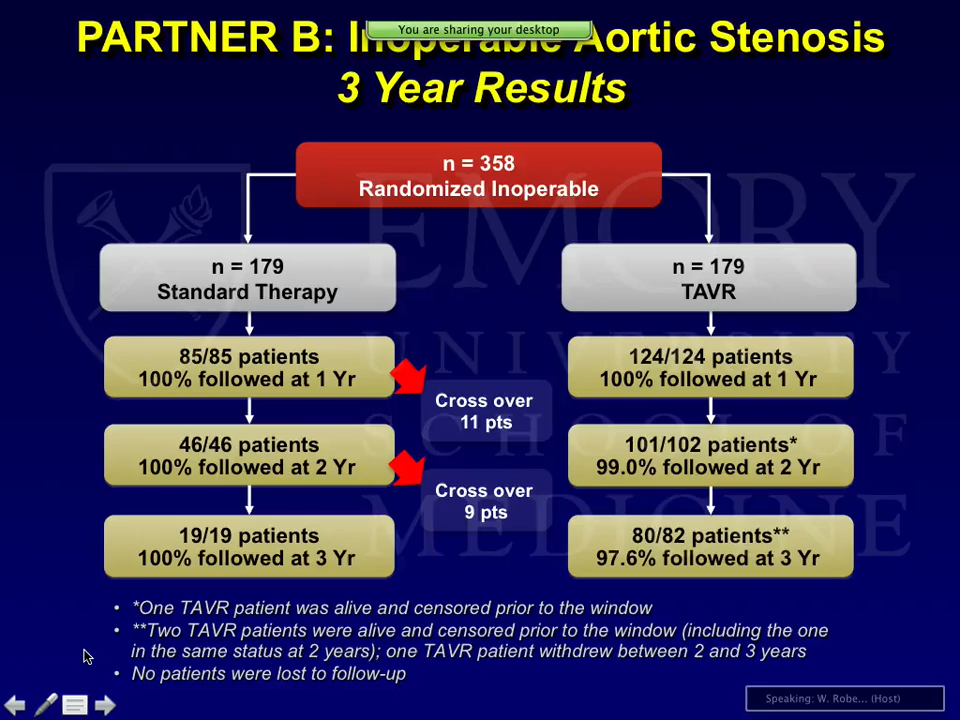 PARTNER B: Inoperable Aortic Stenosis
You are sharing your desktop
3 Year Results
n = 358
Randomized Inoperable
n = 179
Standard Therapy
n = 179
TAVR
85/85 patients
100% followed at 1 Yr
124/124 patients
100% followed at 1 Yr
Cross over
11 pts
46/46 patients
100% followed at 2 Yr
101/102 patients*
99.0% followed at 2 Yr
Cross over
9 pts
19/19 patients
100% followed at 3 Yr
80/82 patients**
97.6% followed at 3 Yr
EMORY
UNIVERSITY
SCHOOL OF
MEDICINE
• *One TAVR patient was alive and censored prior to the window
• **Two TAVR patients were alive and censored prior to the window (including the one
in the same status at 2 years); one TAVR patient withdrew between 2 and 3 years
• No patients were lost to follow-up
Speaking: W. Robe... (Host)